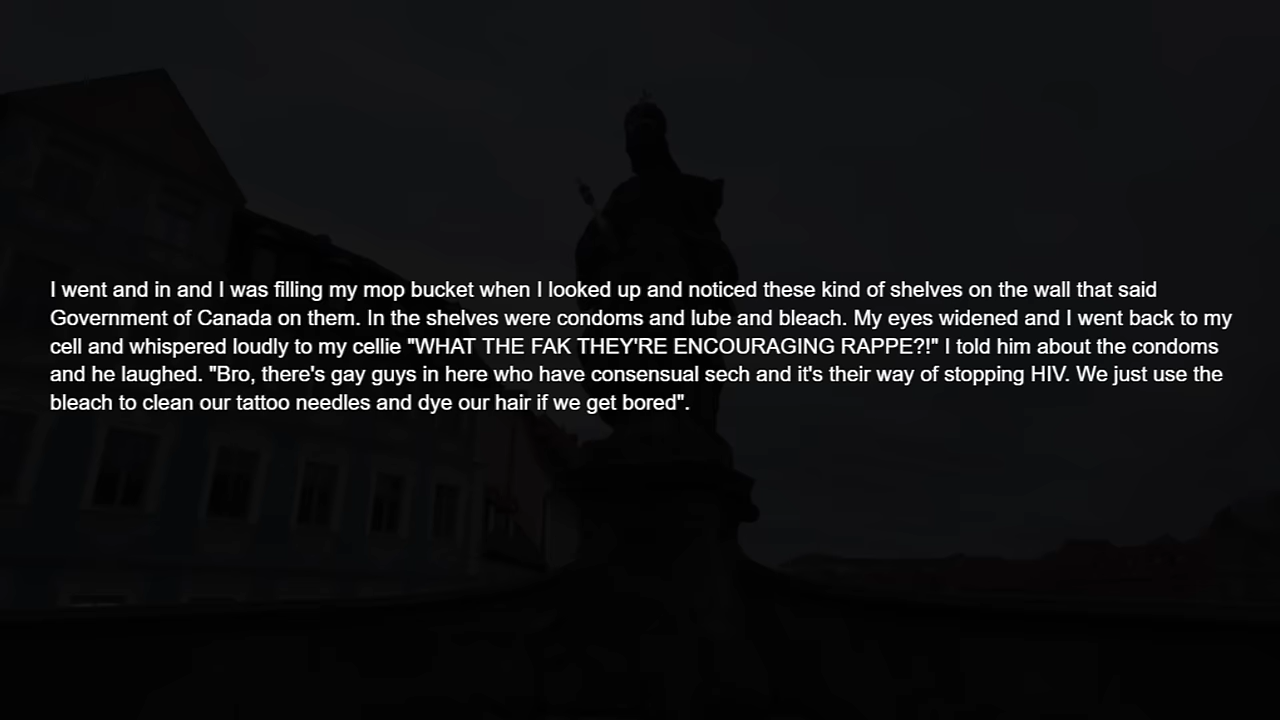 I went and in and I was filling my mop bucket when I looked up and noticed these kind of shelves on the wall that said
Government of Canada on them. In the shelves were condoms and lube and bleach. My eyes widened and I went back to my
cell and whispered loudly to my cellie "WHAT THE FAK THEY'RE ENCOURAGING RAPPE?!" I told him about the condoms
and he laughed. "Bro, there's gay guys in here who have consensual sech and it's their way of stopping HIV. We just use the
bleach to clean our tattoo needles and dye our hair if we get bored".